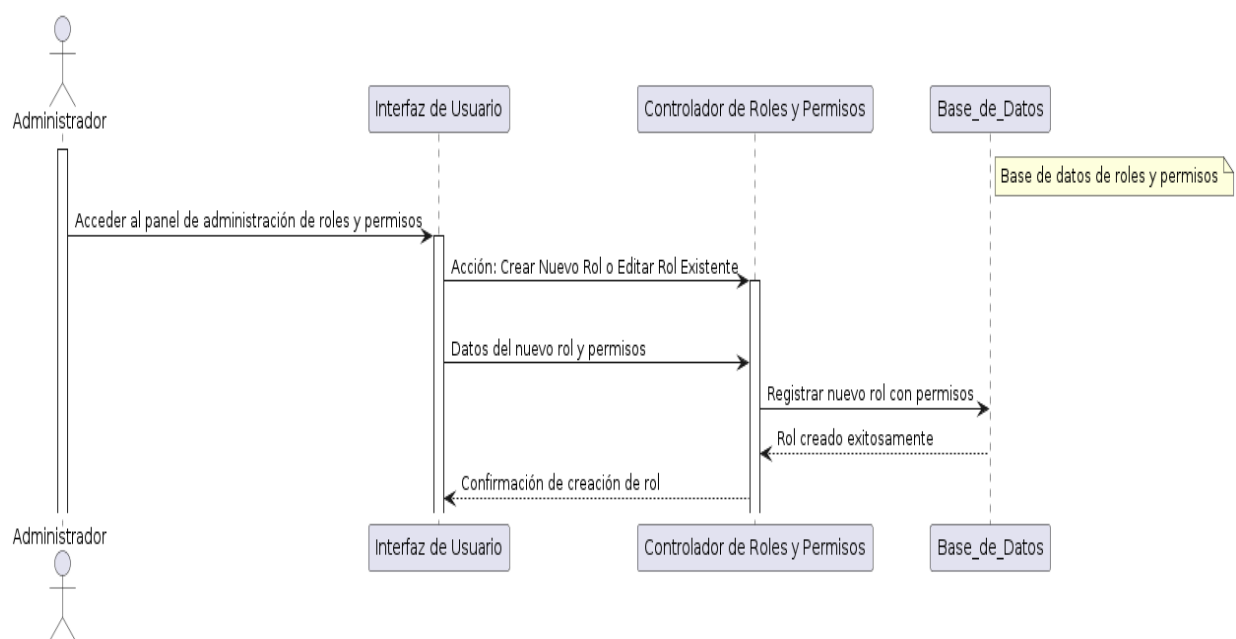 Administrador
Interfaz de Usuario
Controlador de Roles y Permisos
Base_de_Datos
Base de datos de roles y permisos
Acceder al panel de administración de roles y permisos
Acción: Crear Nuevo Rol o Editar Rol Existente
Datos del nuevo rol y permisos
Registrar nuevo rol con permisos
Rol creado exitosamente
Confirmación de creación de rol
Administrador
Interfaz de Usuario
Controlador de Roles y Permisos
Base_de_Datos